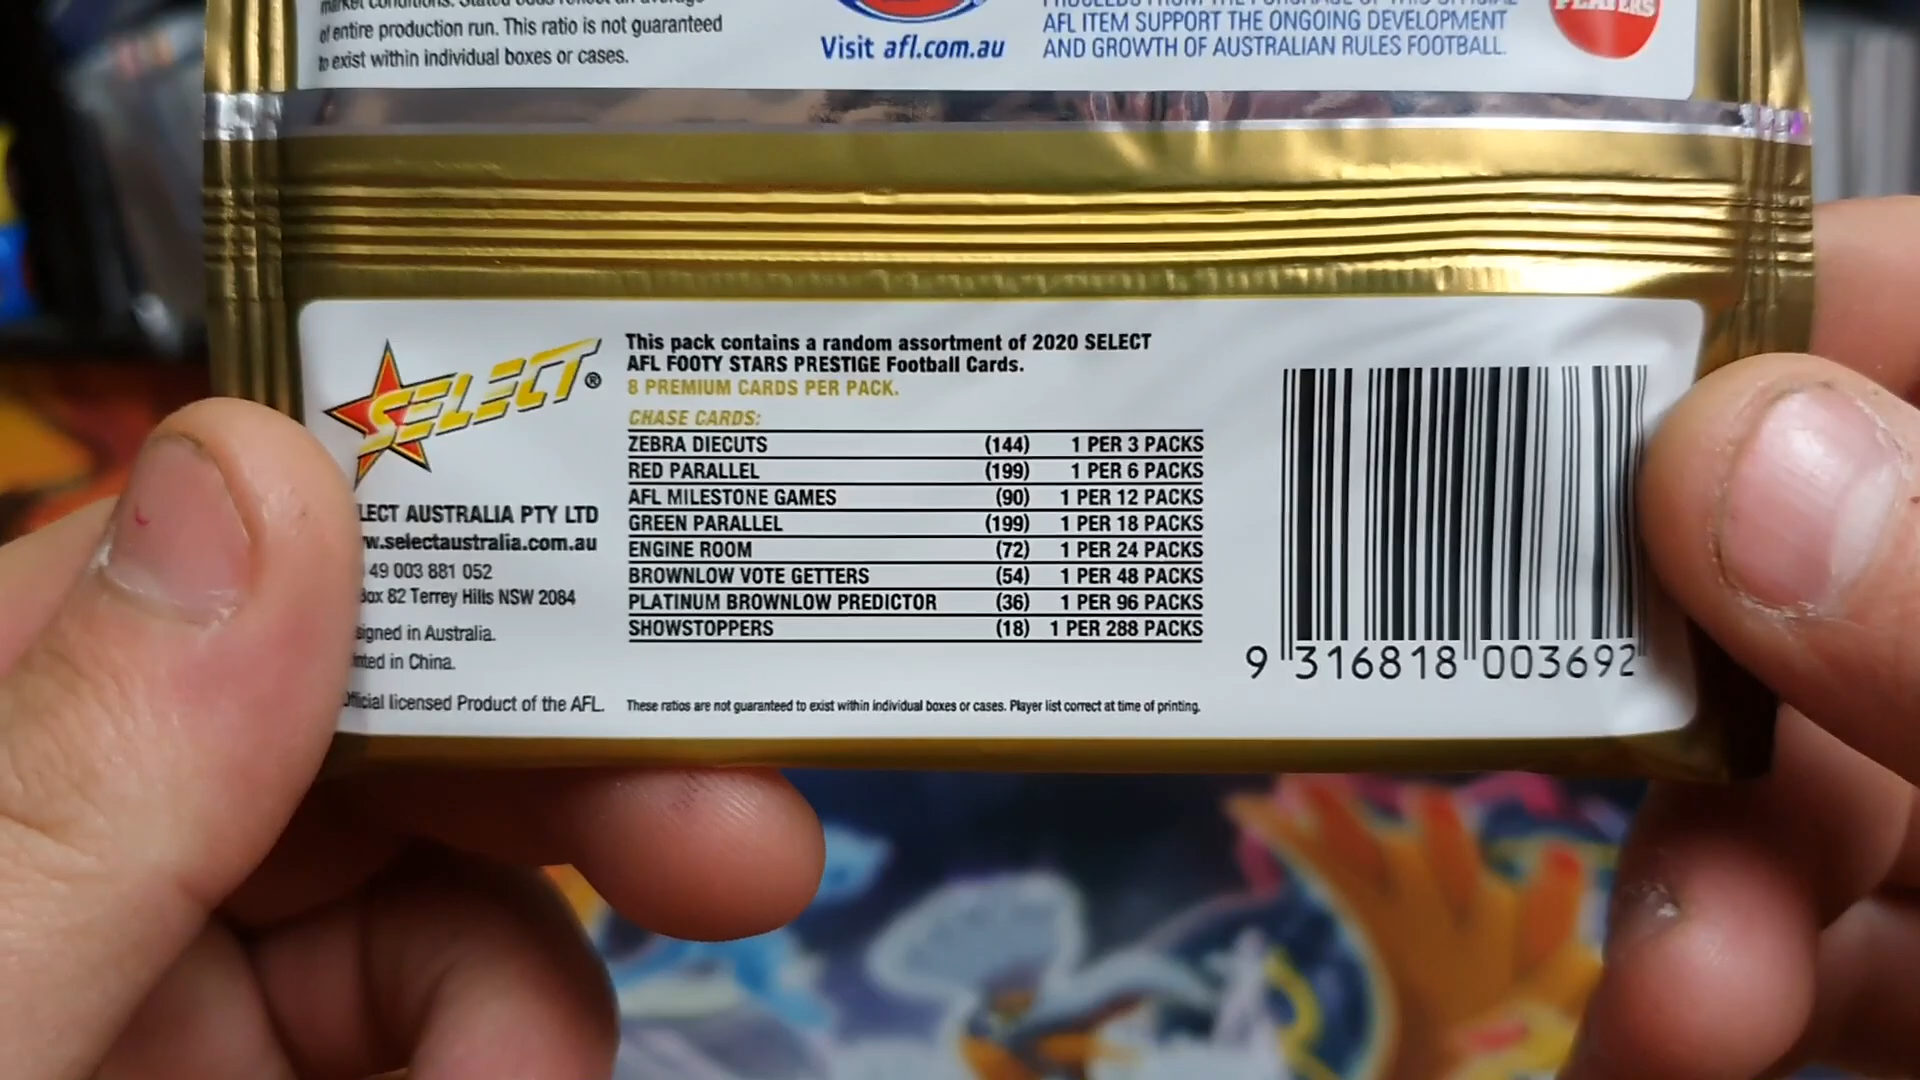 of entire production run. This ratio is not guaranteed
to exist within individual boxes or cases.
Visit afl.com.au
AFL ITEM SUPPORT THE ONGOING DEVELOPMENT
AND GROWTH OF AUSTRALIAN RULES FOOTBALL.
PLAYERS
SELECT®
LECT AUSTRALIA PTY LTD
w.selectaustralia.com.au
49 003 881 052
Box 82 Terrey Hills NSW 2084
signed in Australia.
nted in China.
fficial licensed Product of the AFL.
This pack contains a random assortment of 2020 SELECT
AFL FOOTY STARS PRESTIGE Football Cards.
8 PREMIUM CARDS PER PACK.
CHASE CARDS:
ZEBRA DIECUTS (144) 1 PER 3 PACKS
RED PARALLEL (199) 1 PER 6 PACKS
AFL MILESTONE GAMES (90) 1 PER 12 PACKS
GREEN PARALLEL (199) 1 PER 18 PACKS
ENGINE ROOM (72) 1 PER 24 PACKS
BROWNLOW VOTE GETTERS (54) 1 PER 48 PACKS
PLATINUM BROWNLOW PREDICTOR (36) 1 PER 96 PACKS
SHOWSTOPPERS (18) 1 PER 288 PACKS
These ratios are not guaranteed to exist within individual boxes or cases. Player list correct at time of printing.
9 316818 003692